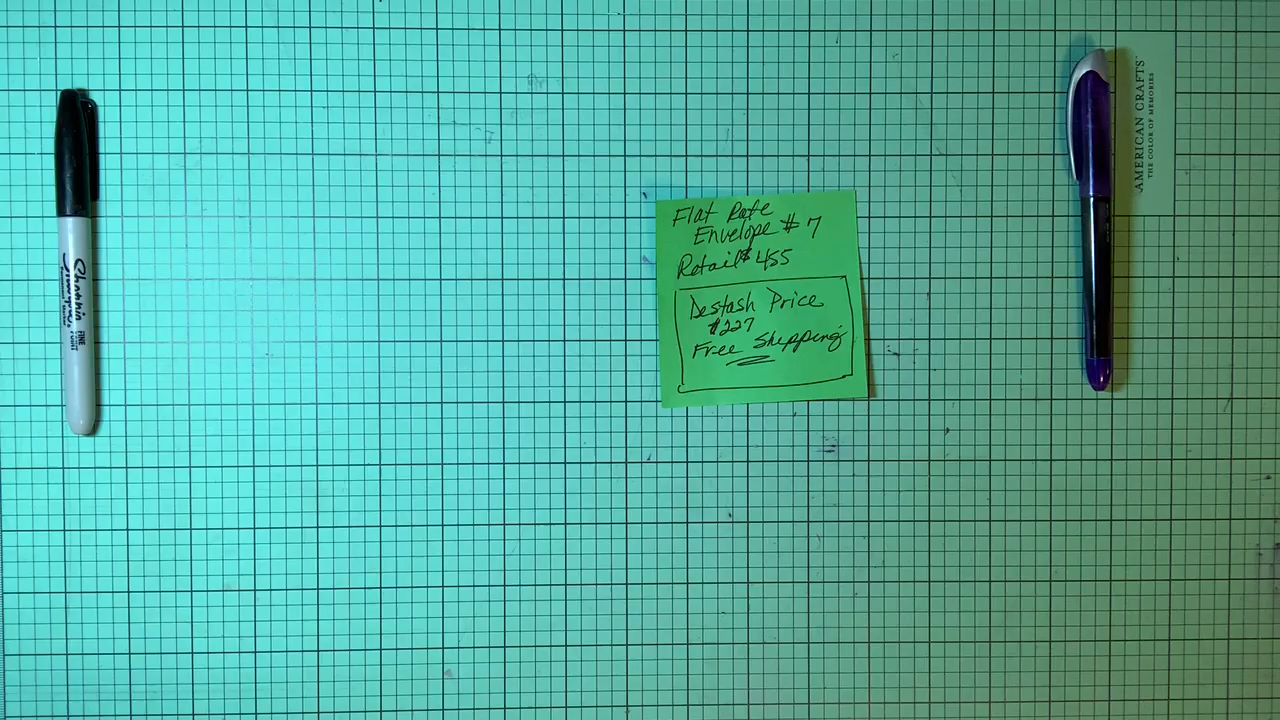 Flat Rate
Envelope # 7
Retail $455
Destash Price
$227
Free Shipping
Sharpie
FINE
POINT
AMERICAN CRAFTS
THE COLOR OF MEMORIES